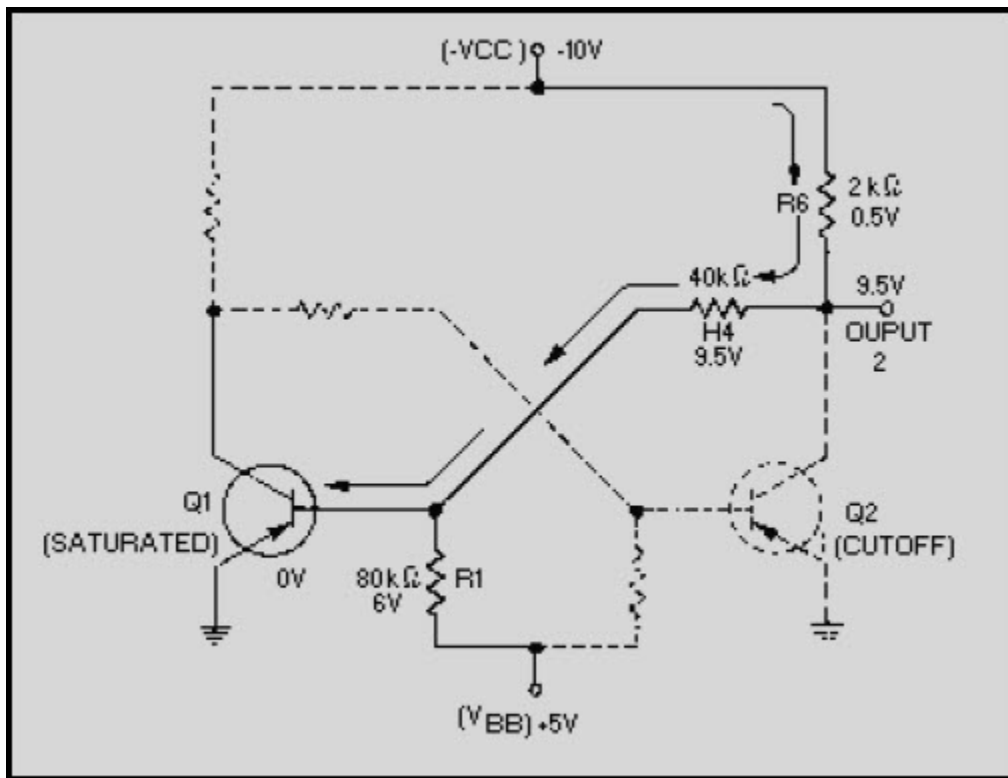 (-VCC) -10V
R6
2 kΩ
0.5V
40kΩ
H4
9.5V
9.5V
OUPUT
2
Q1
(SATURATED)
0V
80kΩ
6V
R1
Q2
(CUTOFF)
(VBB) +5V